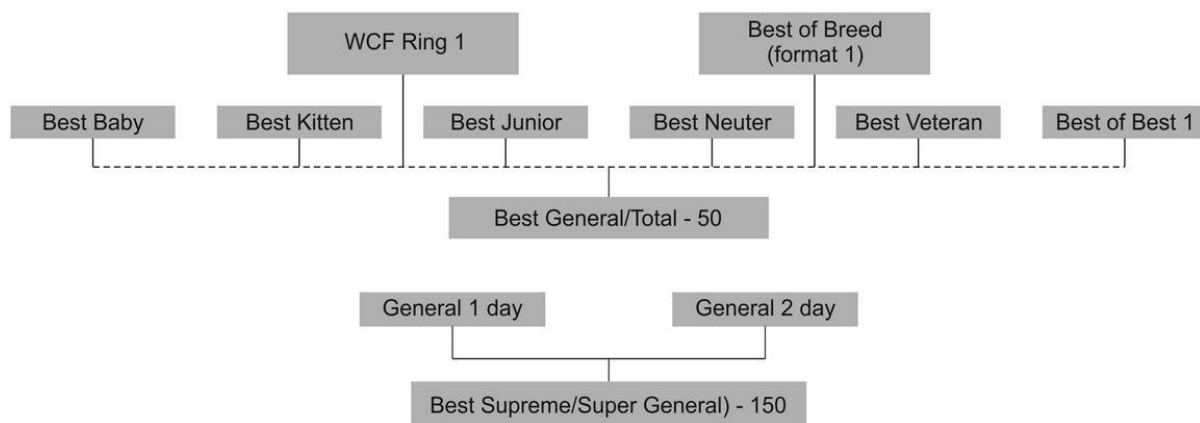 WCF Ring 1
Best of Breed
(format 1)
Best Baby
Best Kitten
Best Junior
Best Neuter
Best Veteran
Best of Best 1
Best General/Total - 50
General 1 day
General 2 day
Best Supreme/Super General) - 150